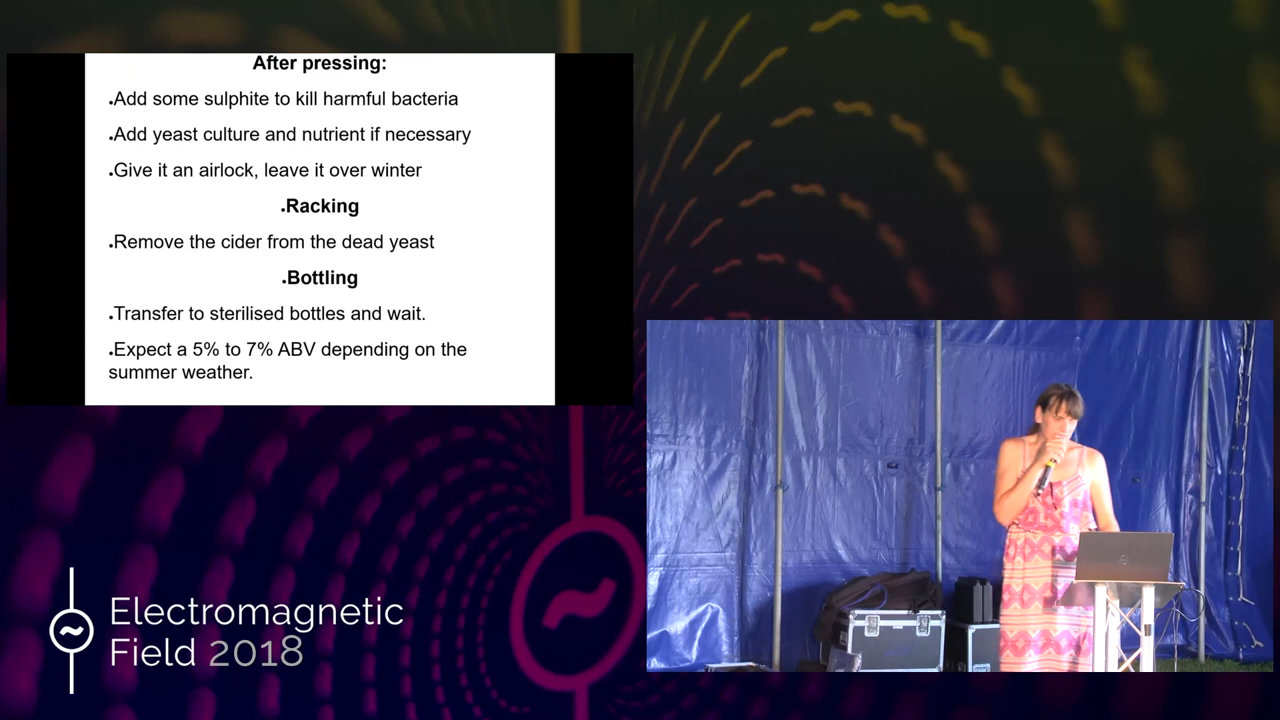 After pressing:
.Add some sulphite to kill harmful bacteria
.Add yeast culture and nutrient if necessary
.Give it an airlock, leave it over winter
.Racking
.Remove the cider from the dead yeast
.Bottling
.Transfer to sterilised bottles and wait.
.Expect a 5% to 7% ABV depending on the
summer weather.
Electromagnetic
Field 2018